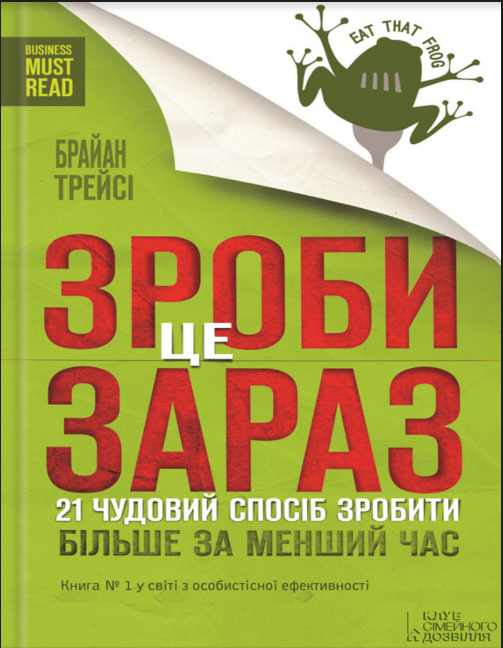 BUSINESS
MUST
READ
EAT THAT FROG
БРАЙАН
ТРЕЙСІ
ЗРОБИ
ЦЕ
ЗАРАЗ
21 ЧУДОВИЙ СПОСІБ ЗРОБИТИ
БІЛЬШЕ ЗА МЕНШИЙ ЧАС
Книга № 1 у світі з особистісної ефективності
КЛУБ
СІМЕЙНОГО
ДОЗВІЛЛЯ